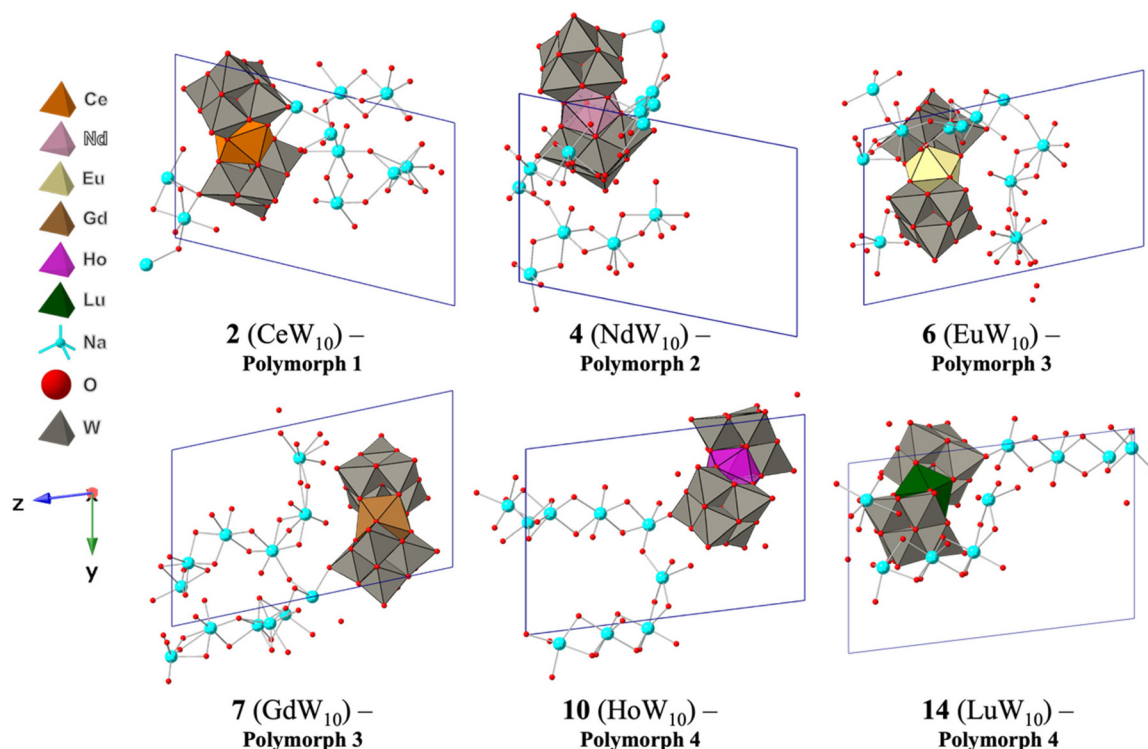 Ce
Nd
Eu
Gd
Ho
Lu
Na
O
W
z
x
y
2 (CeW₁₀) –
Polymorph 1
4 (NdW₁₀) –
Polymorph 2
6 (EuW₁₀) –
Polymorph 3
7 (GdW₁₀) –
Polymorph 3
10 (HoW₁₀) –
Polymorph 4
14 (LuW₁₀) –
Polymorph 4